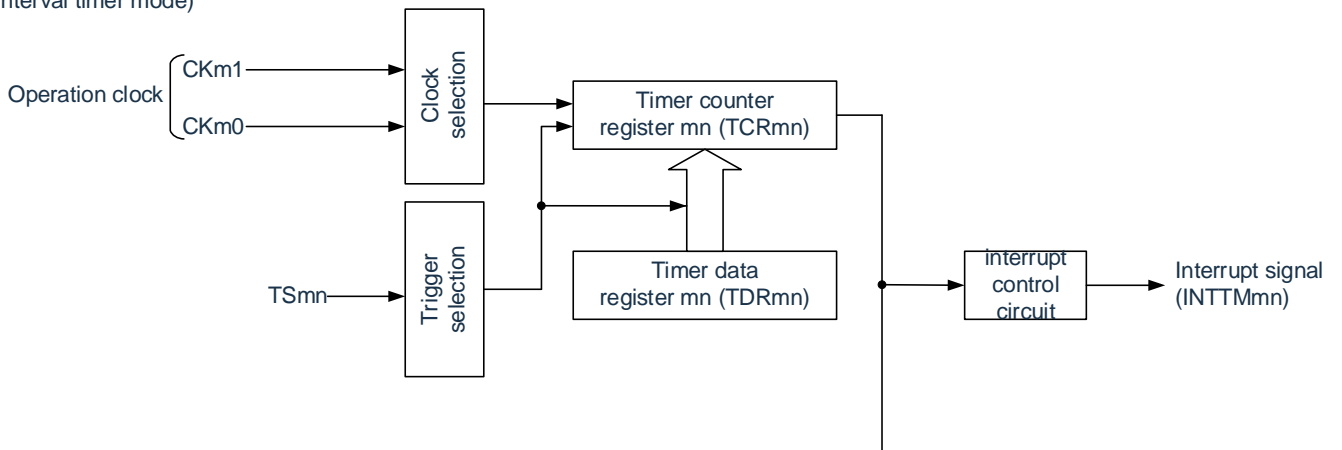 nterval timer mode)
Operation clock
CKm1
CKm0
Clock
selection
Timer counter
register mn (TCRmn)
TSmn
Trigger
selection
Timer data
register mn (TDRmn)
interrupt
control
circuit
Interrupt signal
(INTTMmn)